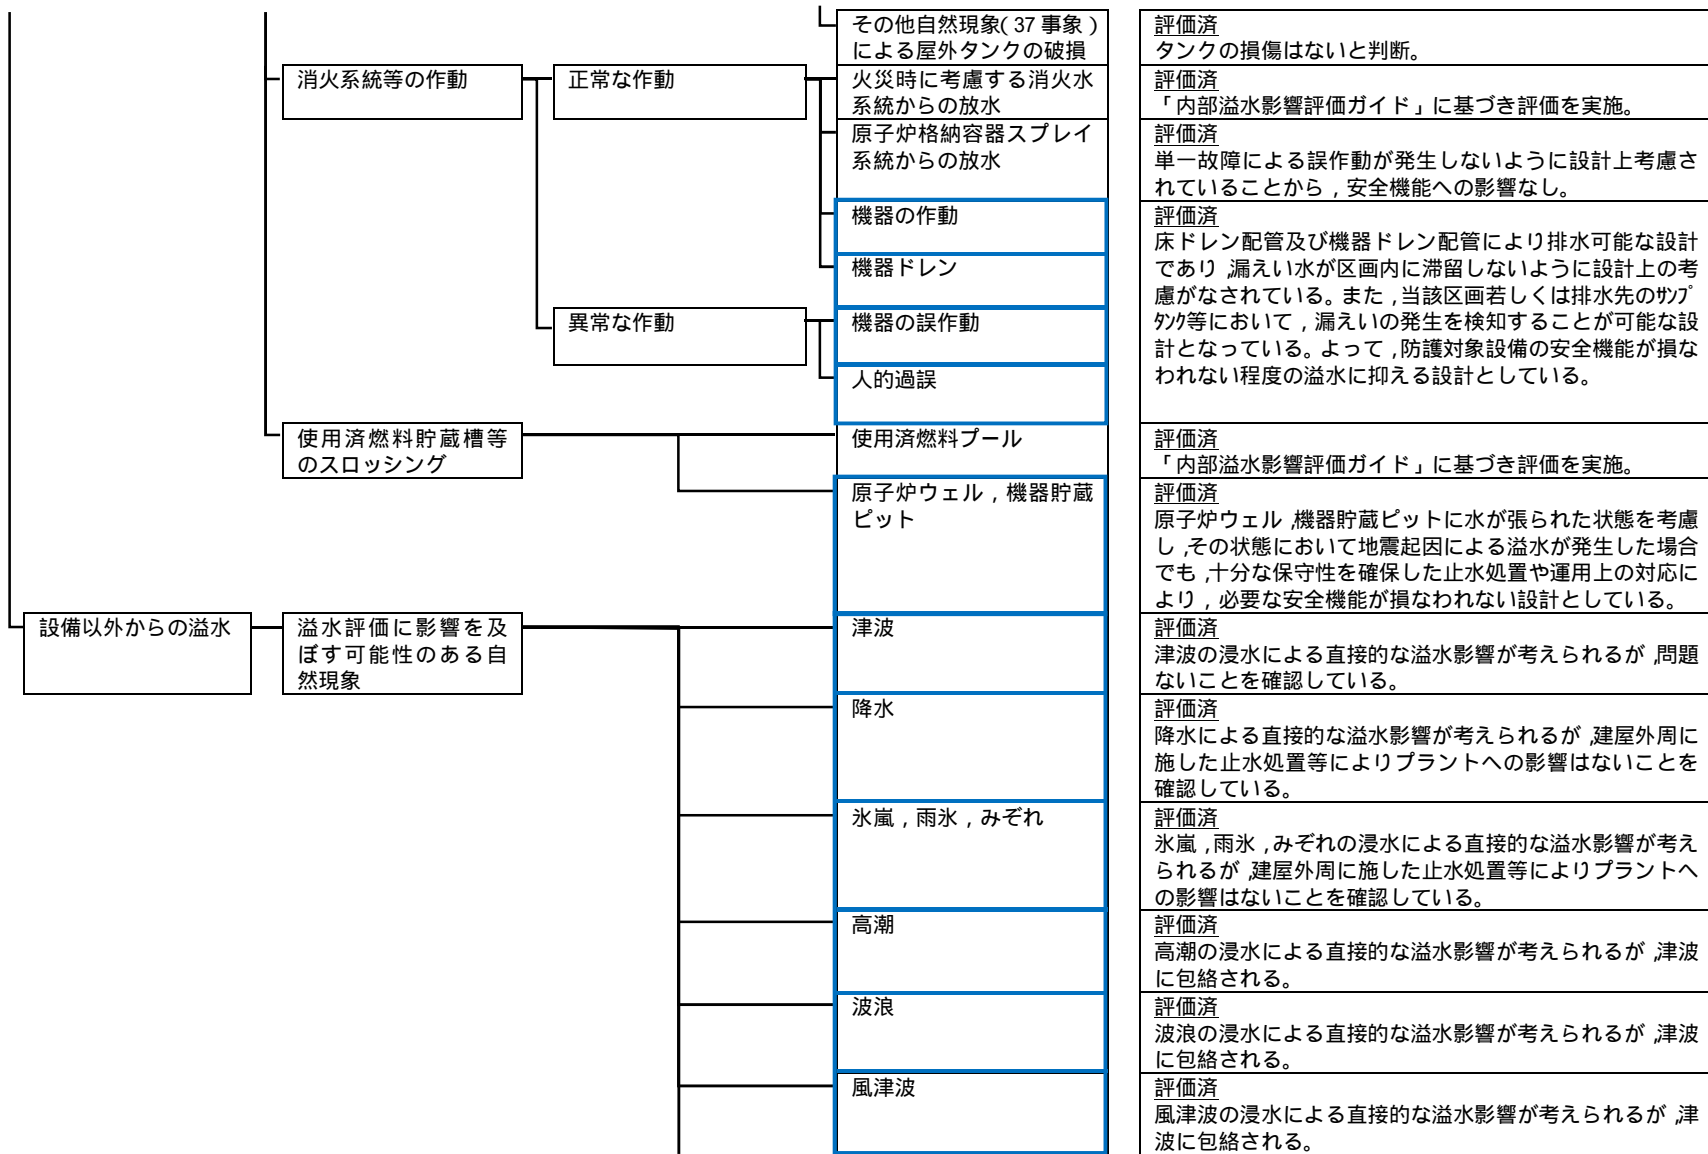 その他自然現象(37事象)
による屋外タンクの破損
評価済
タンクの損傷はないと判断。
消火系統等の作動
正常な作動
火災時に考慮する消火水
系統からの放水
評価済
「内部溢水影響評価ガイド」に基づき評価を実施。
原子炉格納容器スプレイ
系統からの放水
評価済
単一故障による誤作動が発生しないように設計上考慮さ
れていることから,安全機能への影響なし。
機器の作動
機器ドレン
異常な作動
機器の誤作動
人的過誤
評価済
床ドレン配管及び機器ドレン配管により排水可能な設計
であり,漏えい水が区画内に滞留しないように設計上の考
慮がなされている。また,当該区画若しくは排水先のサンプ
タンク等において,漏えいの発生を検知することが可能な設
計となっている。よって,防護対象設備の安全機能が損な
われない程度の溢水に抑える設計としている。
使用済燃料貯蔵槽等
のスロッシング
使用済燃料プール
評価済
「内部溢水影響評価ガイド」に基づき評価を実施。
原子炉ウェル,機器貯蔵
ピット
評価済
原子炉ウェル,機器貯蔵ピットに水が張られた状態を考慮
し,その状態において地震起因による溢水が発生した場合
でも,十分な保守性を確保した止水処置や運用上の対応に
より,必要な安全機能が損なわれない設計としている。
設備以外からの溢水
溢水評価に影響を及
ぼす可能性のある自
然現象
津波
評価済
津波の浸水による直接的な溢水影響が考えられるが,問題
ないことを確認している。
降水
評価済
降水による直接的な溢水影響が考えられるが,建屋外周に
施した止水処置等によりプラントへの影響はないことを
確認している。
氷嵐,雨氷,みぞれ
評価済
氷嵐,雨氷,みぞれの浸水による直接的な溢水影響が考え
られるが,建屋外周に施した止水処置等によりプラントへ
の影響はないことを確認している。
高潮
評価済
高潮の浸水による直接的な溢水影響が考えられるが,津波
に包絡される。
波浪
評価済
波浪の浸水による直接的な溢水影響が考えられるが,津波
に包絡される。
風津波
評価済
風津波の浸水による直接的な溢水影響が考えられるが,津
波に包絡される。